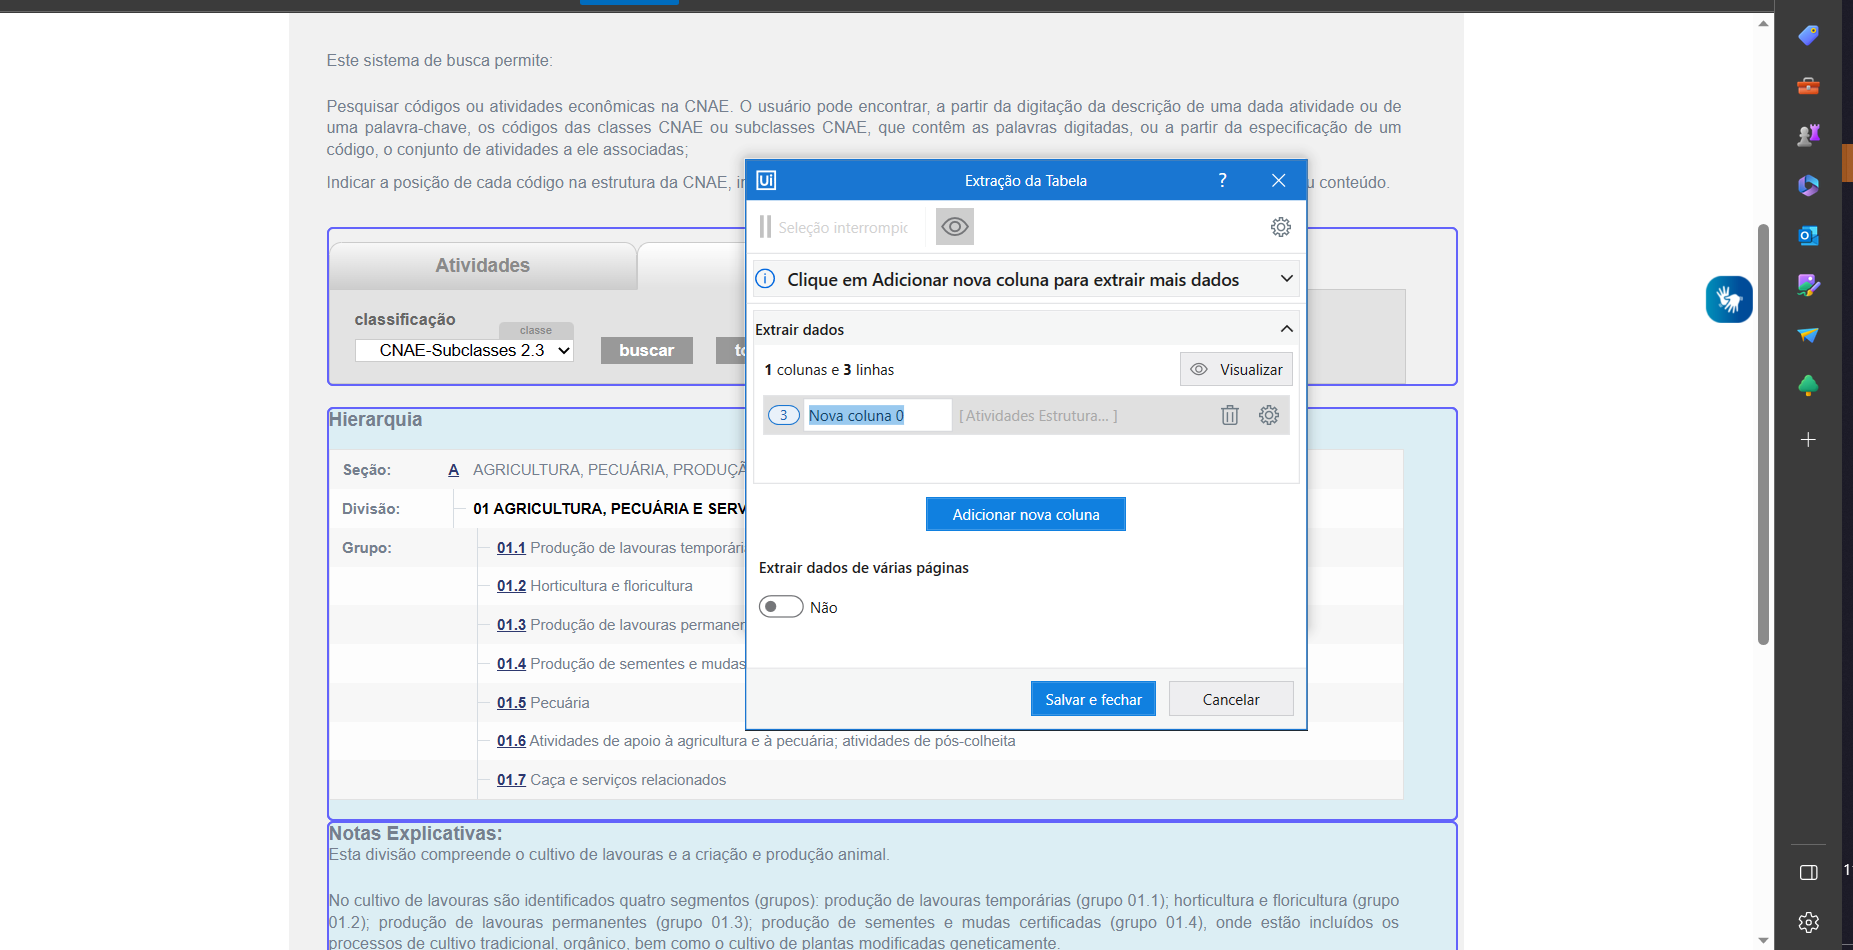 Este sistema de busca permite:
Pesquisar códigos ou atividades econômicas na CNAE. O usuário pode encontrar, a partir da digitação da descrição de uma dada atividade ou de
uma palavra-chave, os códigos das classes CNAE ou subclasses CNAE, que contêm as palavras digitadas, ou a partir da especificação de um
código, o conjunto de atividades a ele associadas;
Indicar a posição de cada código na estrutura da CNAE, u conteúdo.
Atividades
classificação
classe
CNAE-Subclasses 2.3
buscar
Hierarquia
Seção: A AGRICULTURA, PECUÁRIA,
Divisão: 01 AGRICULTURA, PECUÁRIA E
Grupo: 01.1 Produção de lavouras
01.2 Horticultura e floricultura
01.3 Produção de lavouras
01.4 Produção de sementes e mudas
01.5 Pecuária
01.6 Atividades de apoio à agricultura e à pecuária; atividades de pós-colheita
01.7 Caça e serviços relacionados
Notas Explicativas:
Esta divisão compreende o cultivo de lavouras e a criação e produção animal.
No cultivo de lavouras são identificados quatro segmentos (grupos): produção de lavouras temporárias (grupo 01.1); horticultura e floricultura (grupo
01.2); produção de lavouras permanentes (grupo 01.3); produção de sementes e mudas certificadas (grupo 01.4), onde estão incluídos os
processos de cultivo tradicional, orgânico, bem como o cultivo de plantas modificadas geneticamente.
Ui Extração da Tabela ?
Seleção interrompic
Clique em Adicionar nova coluna para extrair mais dados
Extrair dados
1 colunas e 3 linhas
Visualizar
3 Nova coluna 0 [ Atividades Estrutura... ]
Adicionar nova coluna
Extrair dados de várias páginas
Não
Salvar e fechar
Cancelar